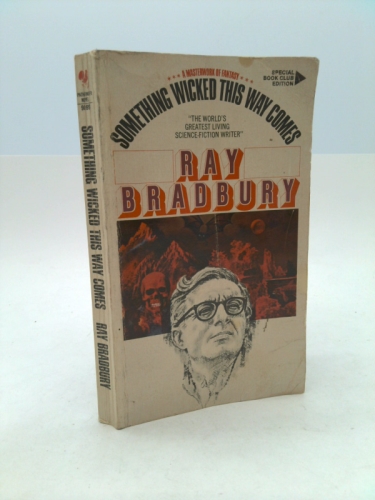 A MASTERWORK OF FANTASY
SOMETHING WICKED THIS WAY COMES
SPECIAL
BOOK CLUB
EDITION
"THE WORLD'S
GREATEST LIVING
SCIENCE-FICTION WRITER"
RAY
BRADBURY
SOMETHING WICKED THIS WAY COMES RAY BRADBURY